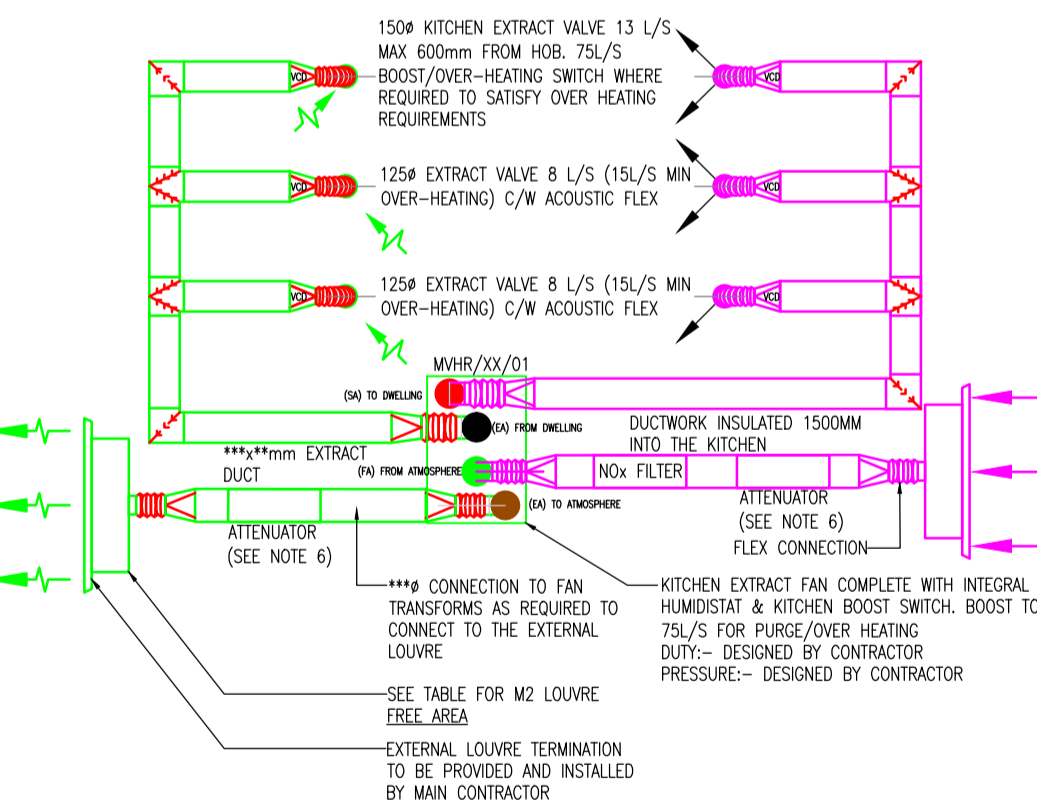 150ø KITCHEN EXTRACT VALVE 13 L/S
MAX 600mm FROM HOB. 75L/S
BOOST/OVER-HEATING SWITCH WHERE
REQUIRED TO SATISFY OVER HEATING
REQUIREMENTS
VCD
VCD
125ø EXTRACT VALVE 8 L/S (15L/S MIN
OVER-HEATING) C/W ACOUSTIC FLEX
VCD
VCD
125ø EXTRACT VALVE 8 L/S (15L/S MIN
OVER-HEATING) C/W ACOUSTIC FLEX
VCD
VCD
MVHR/XX/01
(SA) TO DWELLING
(EA) FROM DWELLING
DUCTWORK INSULATED 1500MM
INTO THE KITCHEN
***x**mm EXTRACT
DUCT
(FA) FROM ATMOSPHERE
NOx FILTER
(EA) TO ATMOSPHERE
ATTENUATOR
(SEE NOTE 6)
FLEX CONNECTION
ATTENUATOR
(SEE NOTE 6)
***ø CONNECTION TO FAN
TRANSFORMS AS REQUIRED TO
CONNECT TO THE EXTERNAL
LOUVRE
KITCHEN EXTRACT FAN COMPLETE WITH INTEGRAL
HUMIDISTAT & KITCHEN BOOST SWITCH. BOOST TO
75L/S FOR PURGE/OVER HEATING
DUTY:- DESIGNED BY CONTRACTOR
PRESSURE:- DESIGNED BY CONTRACTOR
SEE TABLE FOR M2 LOUVRE
FREE AREA
EXTERNAL LOUVRE TERMINATION
TO BE PROVIDED AND INSTALLED
BY MAIN CONTRACTOR